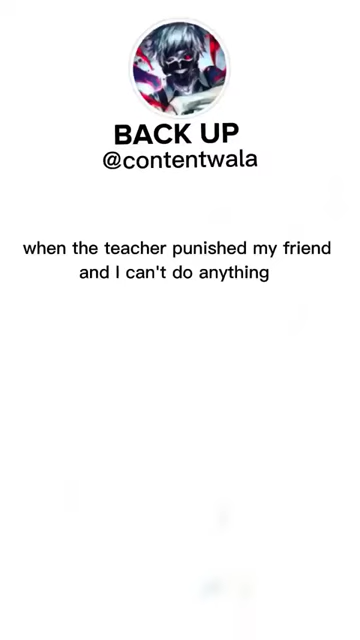 BACK UP
@contentwala
when the teacher punished my friend
and I can't do anything